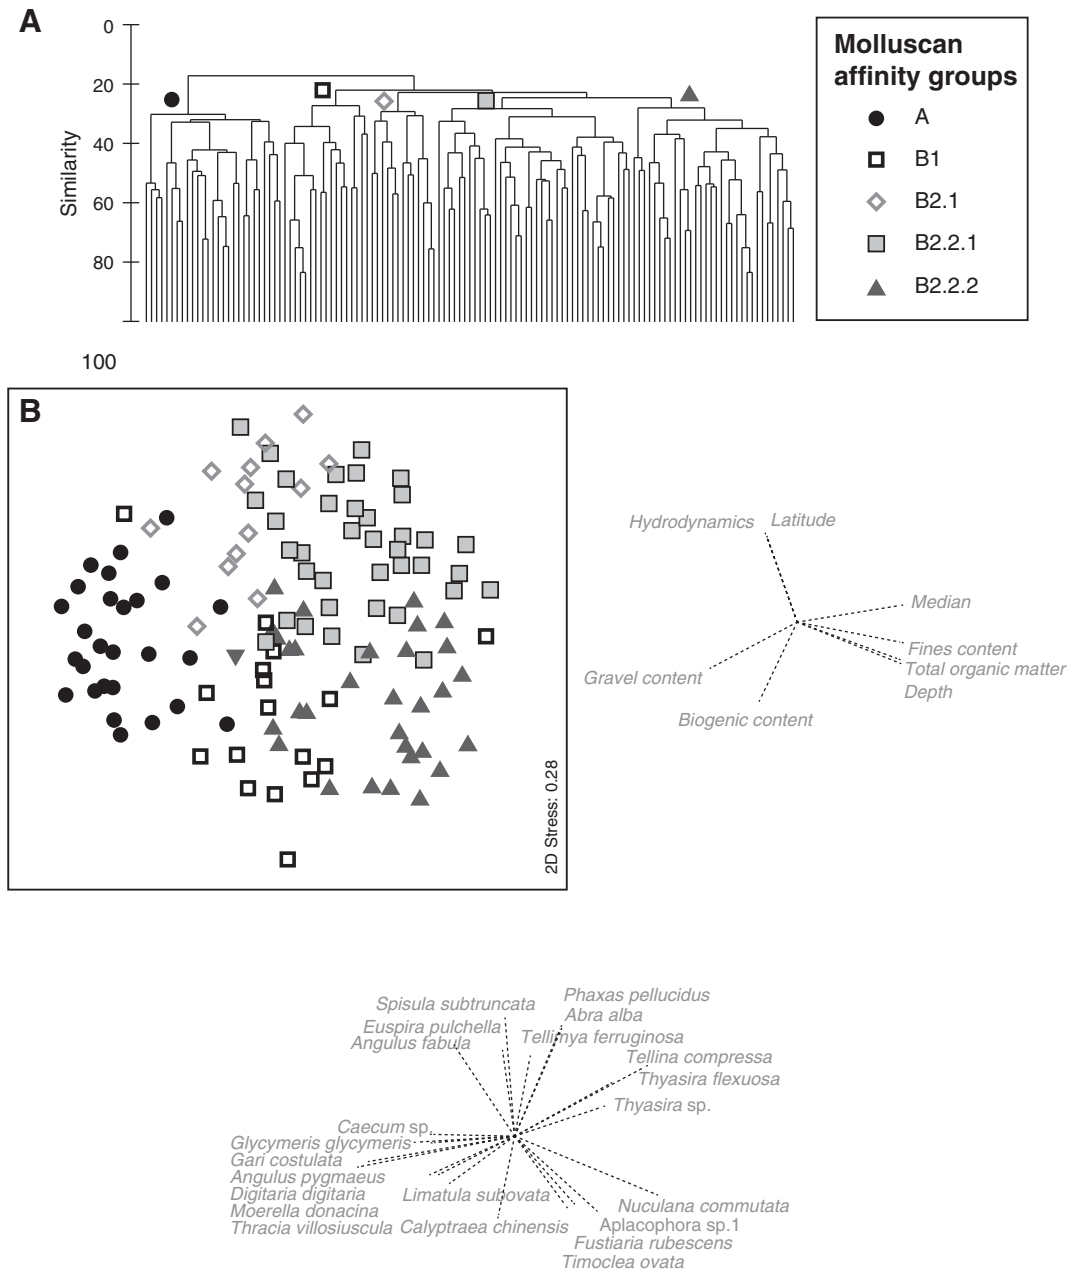 A
0
20
40
60
80
100
Similarity
Molluscan
affinity groups
A
B1
B2.1
B2.2.1
B2.2.2
B
2D Stress: 0.28
Hydrodynamics
Latitude
Median
Fines content
Total organic matter
Depth
Gravel content
Biogenic content
Spisula subtruncata
Phaxas pellucidus
Abra alba
Euspira pulchella
Tellimya ferruginosa
Angulus fabula
Tellina compressa
Thyasira flexuosa
Thyasira sp.
Caecum sp.
Glycymeris glycymeris
Gari costulata
Angulus pygmaeus
Digitaria digitaria
Limatula subovata
Moerella donacina
Thracia villosiuscula
Calyptraea chinensis
Nuculana commutata
Aplacophora sp.1
Fustiaria rubescens
Timoclea ovata